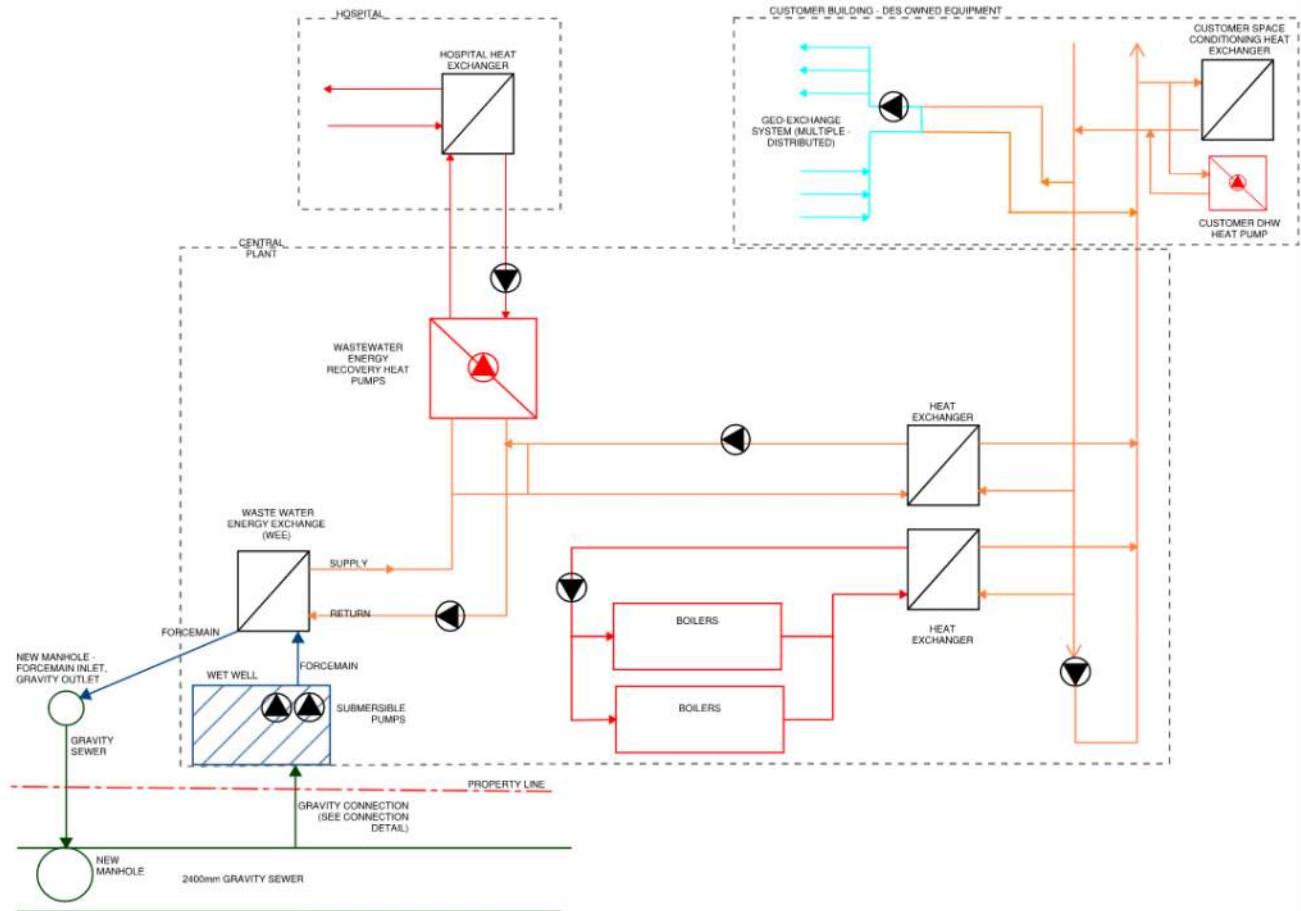 HOSPITAL
CUSTOMER BUILDING - DES OWNED EQUIPMENT
HOSPITAL HEAT
EXCHANGER
CUSTOMER SPACE
CONDITIONING HEAT
EXCHANGER
GEO-EXCHANGE
SYSTEM (MULTIPLE -
DISTRIBUTED)
CUSTOMER DHW
HEAT PUMP
CENTRAL
PLANT
WASTEWATER
ENERGY
RECOVERY HEAT
PUMPS
HEAT
EXCHANGER
WASTE WATER
ENERGY EXCHANGE
(WEE)
SUPPLY
RETURN
BOILERS
HEAT
EXCHANGER
FORCEMAIN
NEW MANHOLE -
FORCEMAIN INLET,
GRAVITY OUTLET
FORCEMAIN
WET WELL
SUBMERSIBLE
PUMPS
BOILERS
GRAVITY
SEWER
PROPERTY LINE
GRAVITY CONNECTION
(SEE CONNECTION
DETAIL)
NEW
MANHOLE
2400mm GRAVITY SEWER